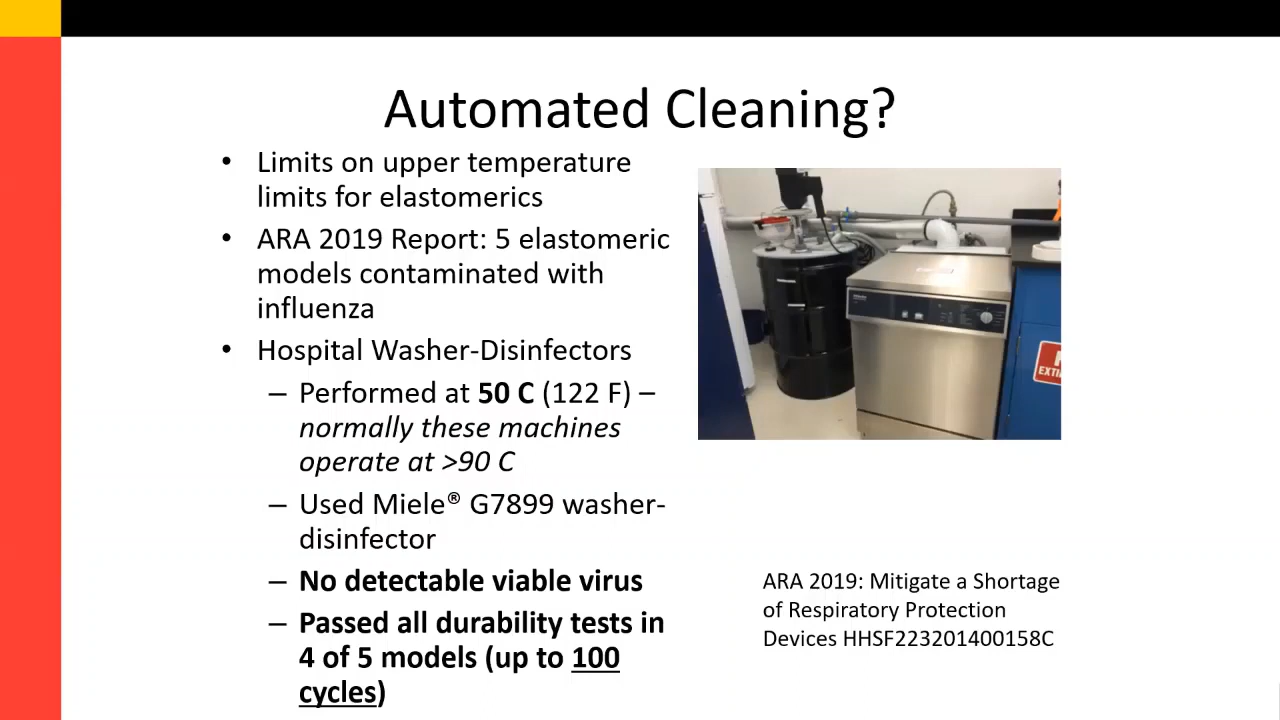 Automated Cleaning?
• Limits on upper temperature
limits for elastomerics
• ARA 2019 Report: 5 elastomeric
models contaminated with
influenza
• Hospital Washer-Disinfectors
– Performed at 50 C (122 F) –
normally these machines
operate at >90 C
– Used Miele® G7899 washer-
disinfector
– No detectable viable virus
– Passed all durability tests in
4 of 5 models (up to 100
cycles)
ARA 2019: Mitigate a Shortage
of Respiratory Protection
Devices HHSF223201400158C